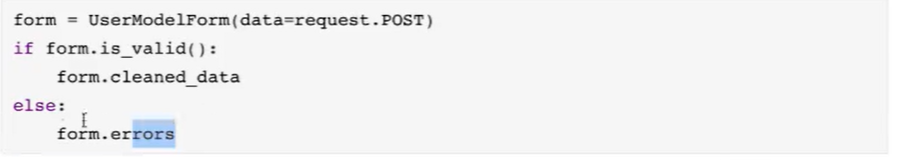 form = UserModelForm(data=request.POST)
if form.is_valid():
    form.cleaned_data
else:
    form.errors